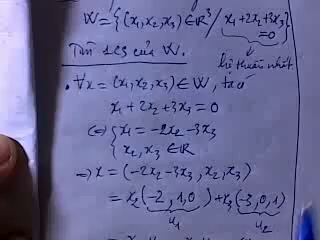 W = {(x₁,x₂,x₃) ∈ ℝ³ / x₁+2x₂+3x₃ = 0}
hệ thuần nhất.
Tìm 1 cs của W.
. ∀x = (x₁,x₂,x₃) ∈ W, ta có
x₁ + 2x₂ + 3x₃ = 0
⇔ { x₁ = -2x₂ - 3x₃
x₂, x₃ ∈ ℝ
⇒ x = (-2x₂ - 3x₃, x₂, x₃)
= x₂(-2, 1, 0) + x₃(-3, 0, 1)
u₁ u₂